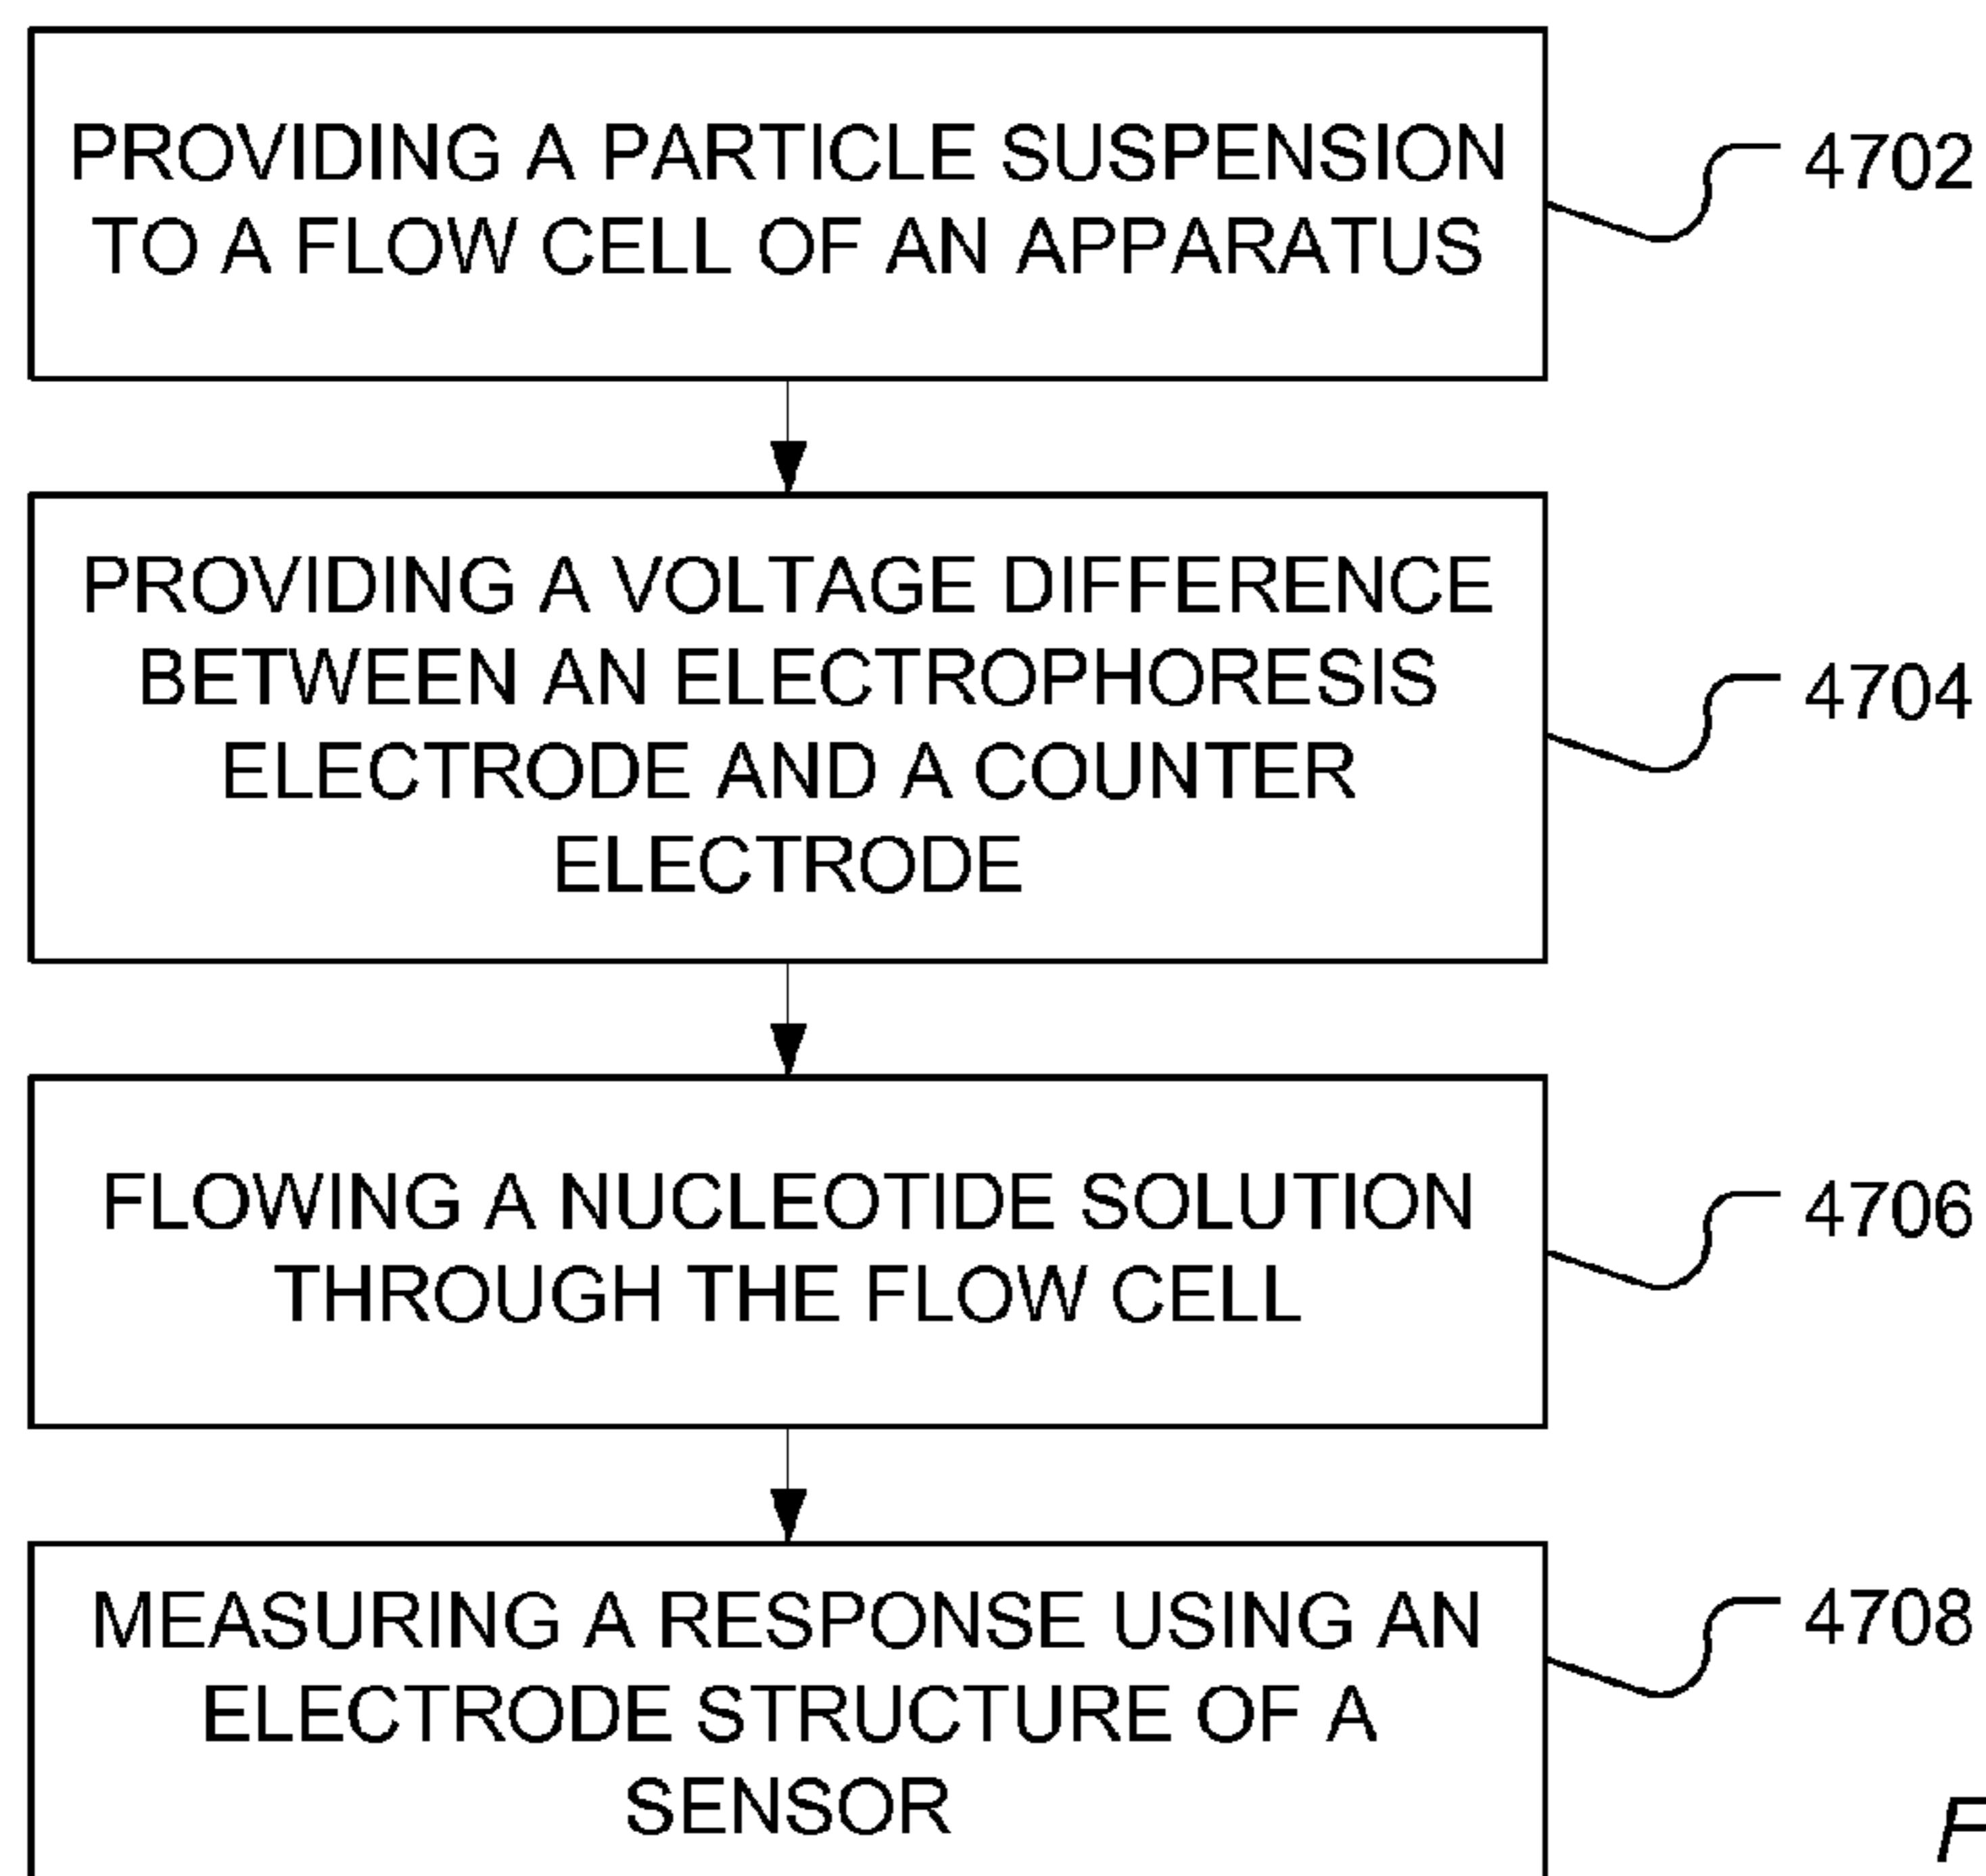 PROVIDING A PARTICLE SUSPENSION
TO A FLOW CELL OF AN APPARATUS
4702
PROVIDING A VOLTAGE DIFFERENCE
BETWEEN AN ELECTROPHORESIS
ELECTRODE AND A COUNTER
ELECTRODE
4704
FLOWING A NUCLEOTIDE SOLUTION
THROUGH THE FLOW CELL
4706
MEASURING A RESPONSE USING AN
ELECTRODE STRUCTURE OF A
SENSOR
4708